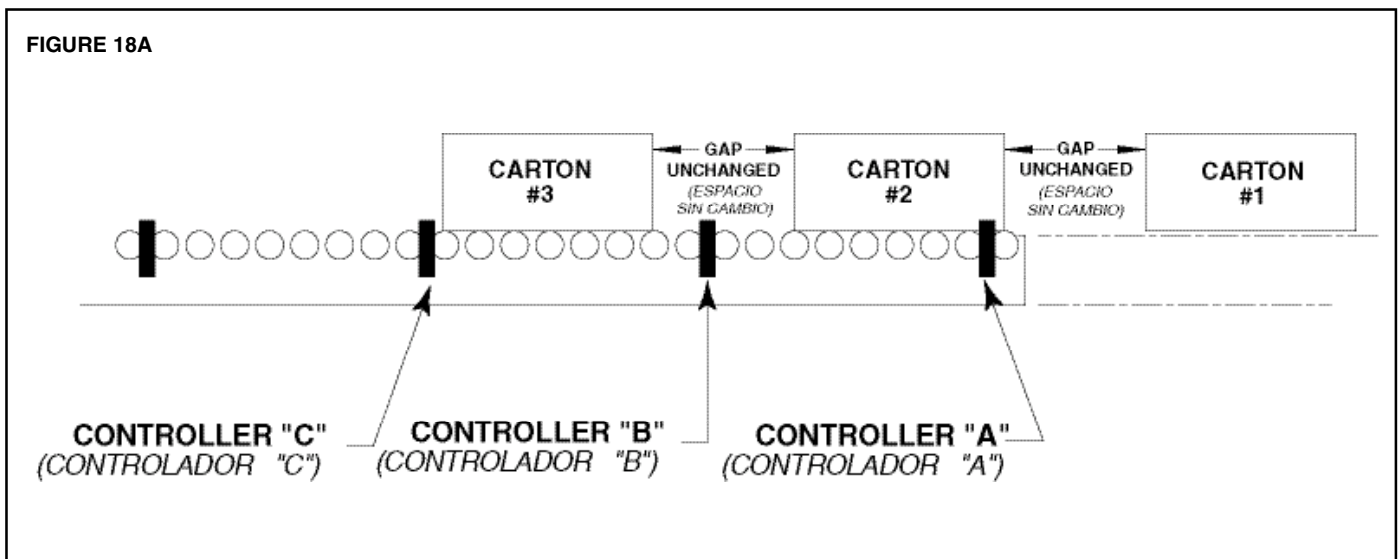 FIGURE 18A
CARTON
#3
GAP
UNCHANGED
(ESPACIO
SIN CAMBIO)
CARTON
#2
GAP
UNCHANGED
(ESPACIO
SIN CAMBIO)
CARTON
#1
CONTROLLER "C"
(CONTROLADOR "C")
CONTROLLER "B"
(CONTROLADOR "B")
CONTROLLER "A"
(CONTROLADOR "A")